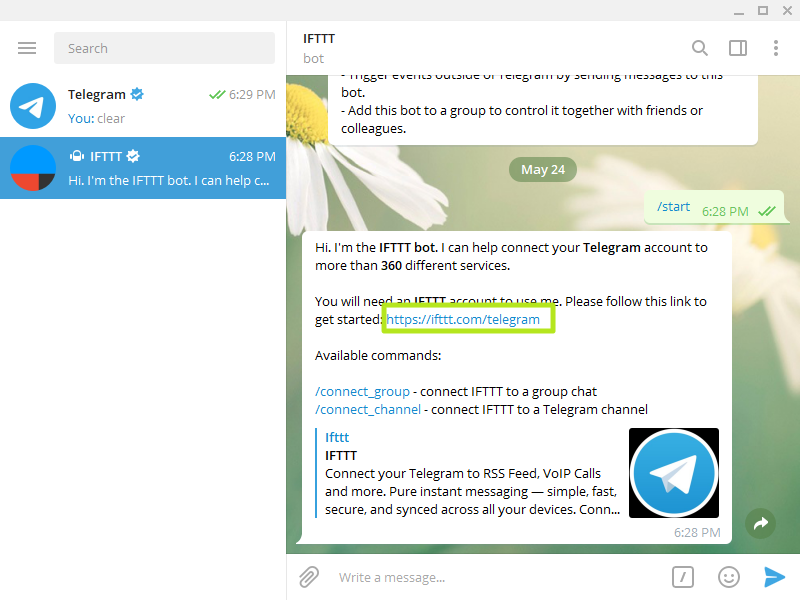 Search
Telegram
6:29 PM
You: clear
IFTTT
6:28 PM
Hi. I'm the IFTTT bot. I can help c...
IFTTT
bot
- Trigger events outside of Telegram by sending messages to this
bot.
- Add this bot to a group to control it together with friends or
colleagues.
May 24
/start
6:28 PM
Hi. I'm the IFTTT bot. I can help connect your Telegram account to
more than 360 different services.
You will need an IFTTT account to use me. Please follow this link to
get started: https://ifttt.com/telegram
Available commands:
/connect_group - connect IFTTT to a group chat
/connect_channel - connect IFTTT to a Telegram channel
Ifttt
IFTTT
Connect your Telegram to RSS Feed, VoIP Calls
and more. Pure instant messaging — simple, fast,
secure, and synced across all your devices. Conn...
6:28 PM
Write a message...